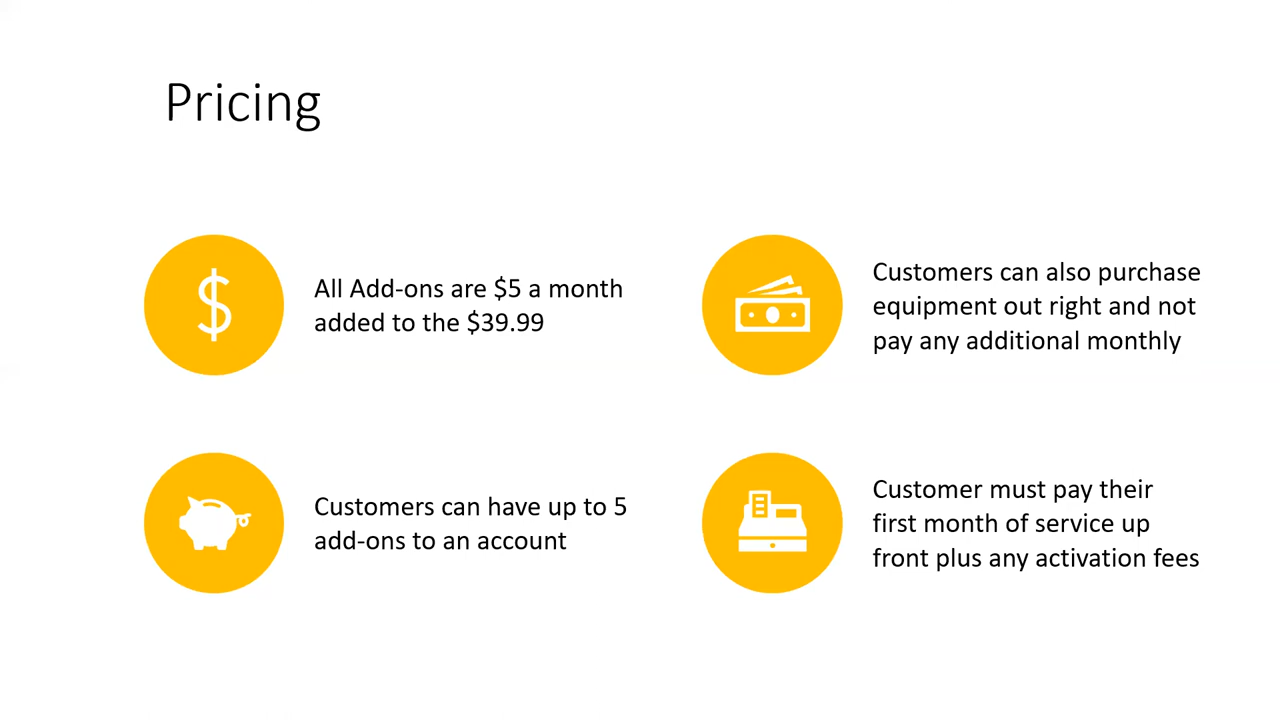 Pricing
All Add-ons are $5 a month
added to the $39.99
Customers can also purchase
equipment out right and not
pay any additional monthly
Customers can have up to 5
add-ons to an account
Customer must pay their
first month of service up
front plus any activation fees